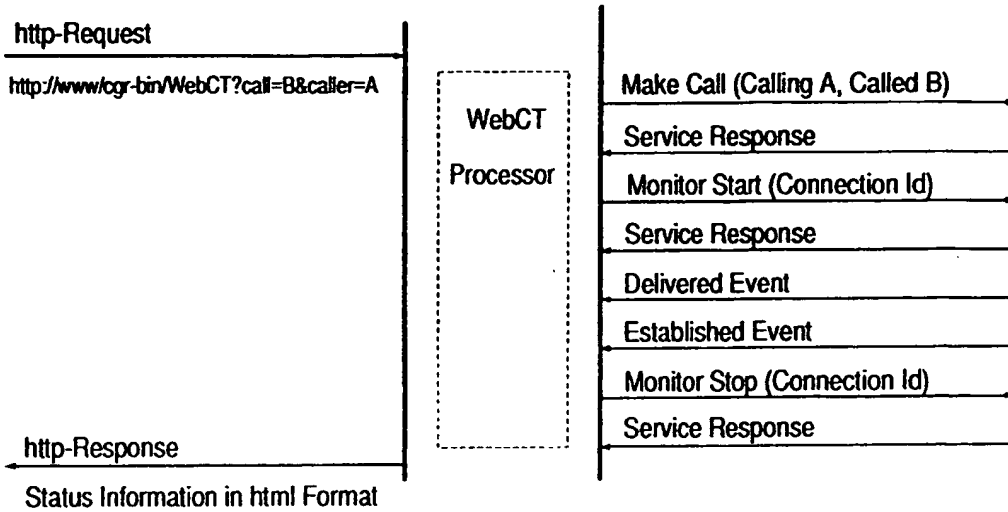 http-Request
http://www/cgr-bin/WebCT?call=B&caller=A
WebCT
Processor
Make Call (Calling A, Called B)
Service Response
Monitor Start (Connection Id)
Service Response
Delivered Event
Established Event
Monitor Stop (Connection Id)
Service Response
http-Response
Status Information in html Format